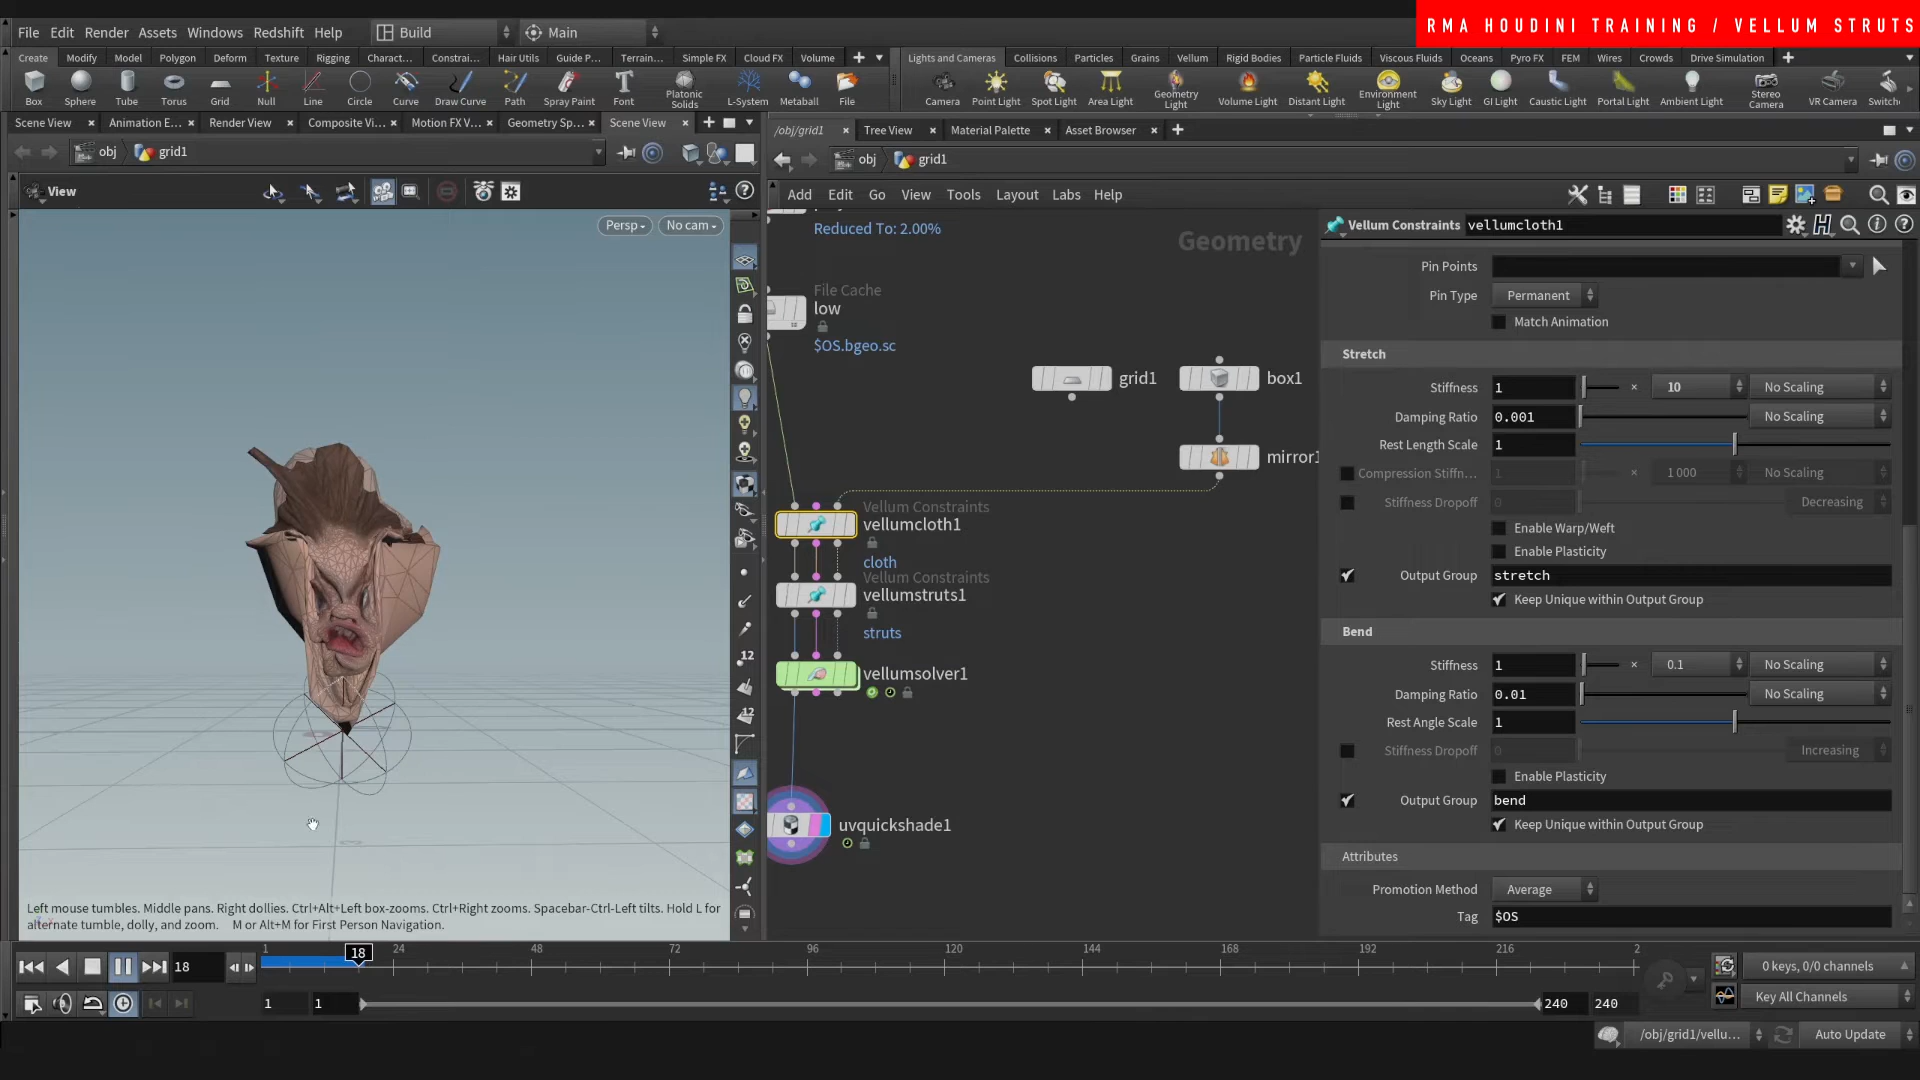 RMA HOUDINI TRAINING / VELLUM STRUTS
File Edit Render Assets Windows Redshift Help Build Main
Create Modify Model Polygon Deform Texture Rigging Charact... Constrai... Hair Utils Guide P... Terrain... Simple FX Cloud FX Volume
Lights and Cameras Collisions Particles Grains Vellum Rigid Bodies Particle Fluids Viscous Fluids Oceans Pyro FX FEM Wires Crowds Drive Simulation
Box Sphere Tube Torus Grid Null Line Circle Curve Draw Curve Path Spray Paint Font Platonic Solids L-System Metaball File
Camera Point Light Spot Light Area Light Geometry Light Volume Light Distant Light Environment Light Sky Light GI Light Caustic Light Portal Light Ambient Light Stereo Camera VR Camera Switch
Scene View Animation E... Render View Composite Vi... Motion FX V... Geometry Sp... Scene View
/obj/grid1 Tree View Material Palette Asset Browser
obj grid1
obj grid1
View
Persp No cam
Add Edit Go View Tools Layout Labs Help
Reduced To: 2.00%
Geometry
File Cache
low
$OS.bgeo.sc
grid1
box1
mirror1
Vellum Constraints
vellumcloth1
cloth
Vellum Constraints
vellumstruts1
struts
vellumsolver1
uvquickshade1
12
12
Vellum Constraints vellumcloth1
Pin Points
Pin Type Permanent
Match Animation
Stretch
Stiffness 1 × 10 No Scaling
Damping Ratio 0.001 No Scaling
Rest Length Scale 1
Compression Stiffn... 1 × 1 000 No Scaling
Stiffness Dropoff 0 Decreasing
Enable Warp/Weft
Enable Plasticity
Output Group stretch
Keep Unique within Output Group
Bend
Stiffness 1 × 0.1 No Scaling
Damping Ratio 0.01 No Scaling
Rest Angle Scale 1
Stiffness Dropoff 0 Increasing
Enable Plasticity
Output Group bend
Keep Unique within Output Group
Attributes
Promotion Method Average
Tag $OS
Left mouse tumbles. Middle pans. Right dollies. Ctrl+Alt+Left box-zooms. Ctrl+Right zooms. Spacebar-Ctrl-Left tilts. Hold L for
alternate tumble, dolly, and zoom. M or Alt+M for First Person Navigation.
18 1 18 24 48 72 96 120 144 168 192 216 2
0 keys, 0/0 channels
1 1 240 240
Key All Channels
/obj/grid1/vellu... Auto Update